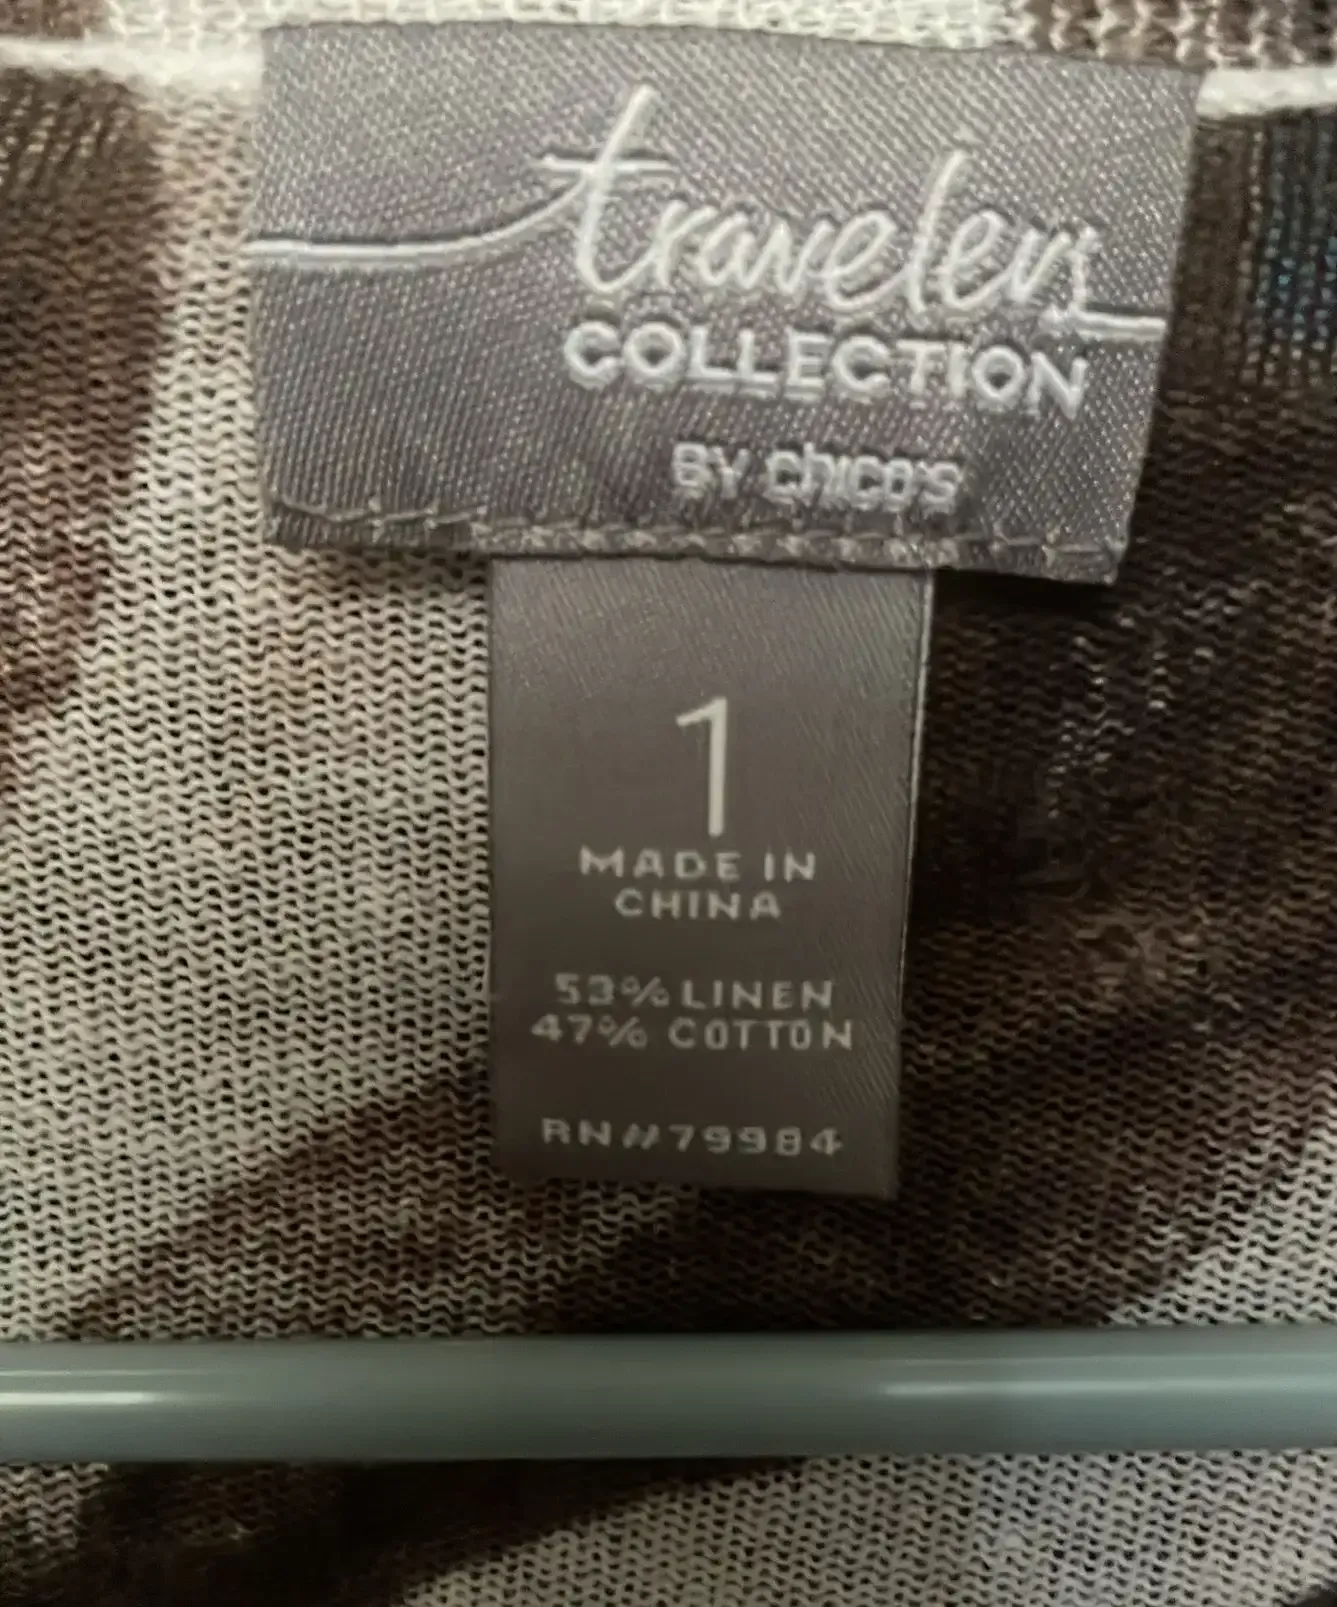 travelers
COLLECTION
BY chico's
1
MADE IN
CHINA
53% LINEN
47% COTTON
RN#79984